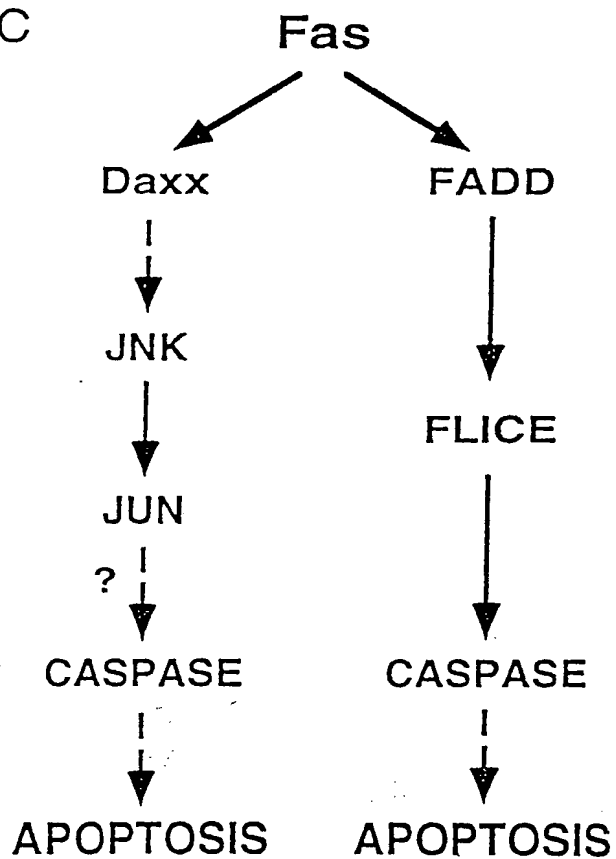 C
Fas
Daxx FADD
JNK
FLICE
JUN
?
CASPASE CASPASE
APOPTOSIS APOPTOSIS